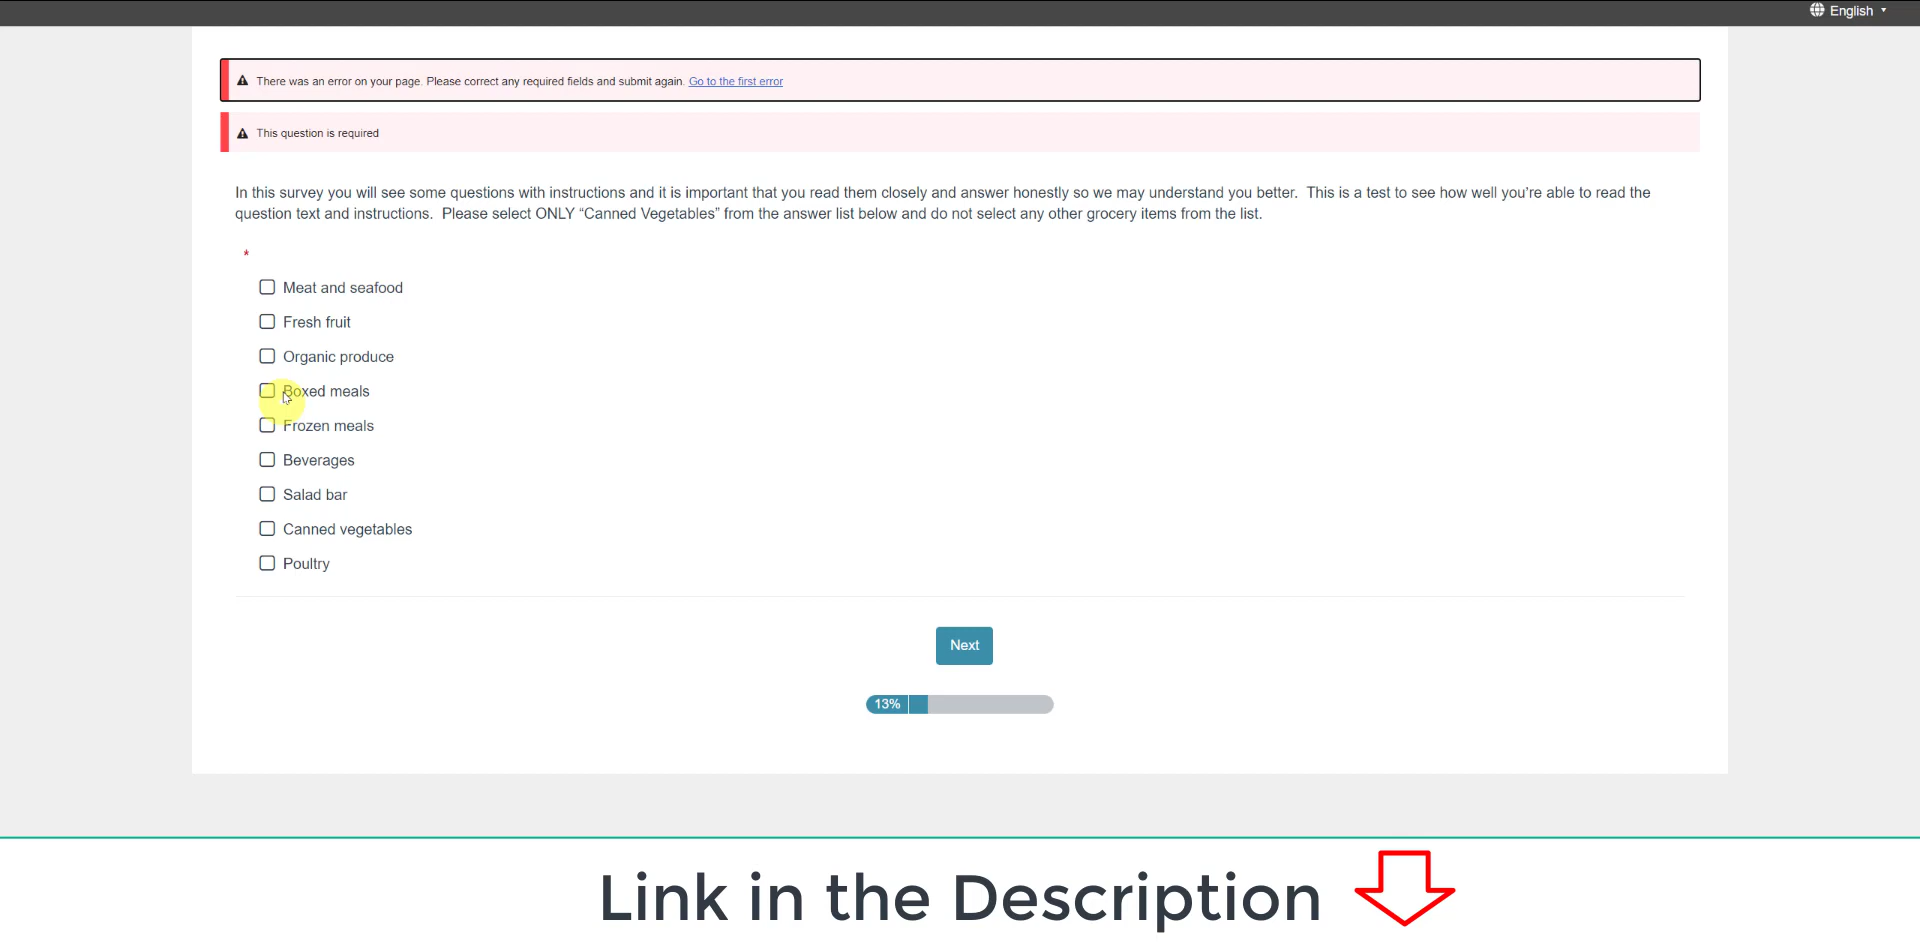 English
There was an error on your page. Please correct any required fields and submit again. Go to the first error
This question is required
In this survey you will see some questions with instructions and it is important that you read them closely and answer honestly so we may understand you better.  This is a test to see how well you’re able to read the
question text and instructions.  Please select ONLY “Canned Vegetables” from the answer list below and do not select any other grocery items from the list.
*
Meat and seafood
Fresh fruit
Organic produce
Boxed meals
Frozen meals
Beverages
Salad bar
Canned vegetables
Poultry
Next
13%
Link in the Description